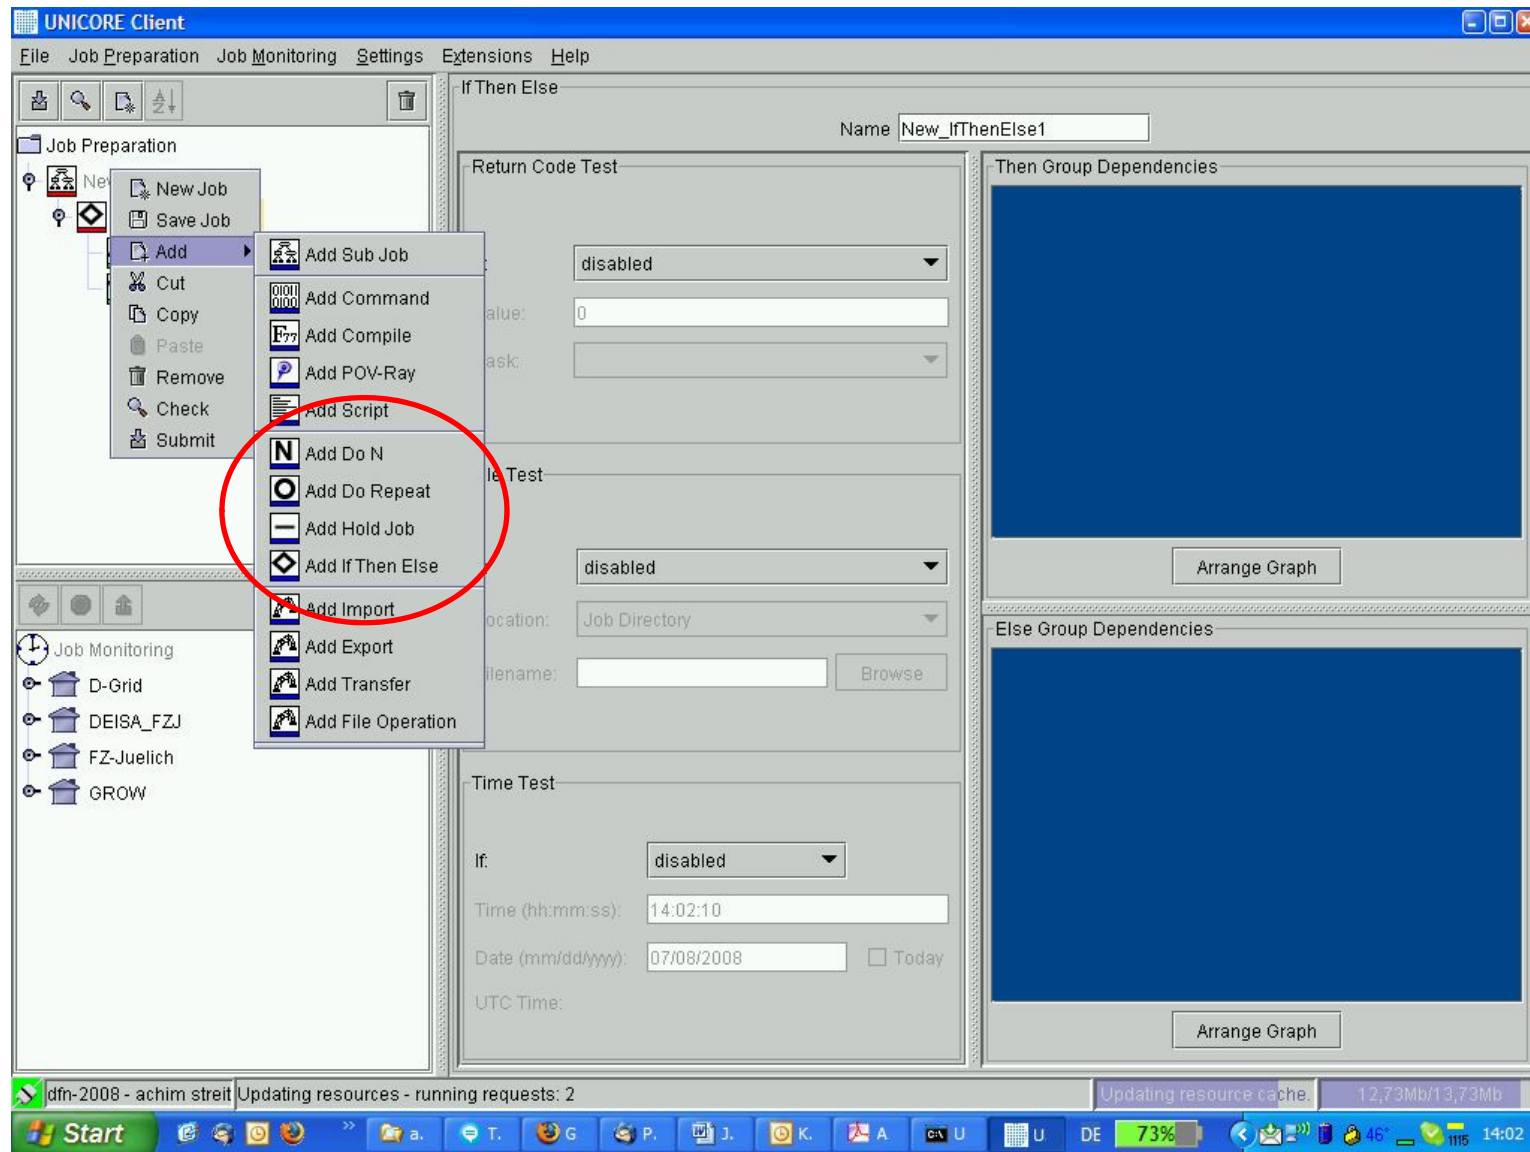 UNICORE Client
File Job Preparation Job Monitoring Settings Extensions Help
Job Preparation
New Job
Save Job
Add
Cut
Copy
Paste
Remove
Check
Submit
Add Sub Job
Add Command
Add Compile
Add POV-Ray
Add Script
Add Do N
Add Do Repeat
Add Hold Job
Add If Then Else
Add Import
Add Export
Add Transfer
Add File Operation
Job Monitoring
D-Grid
DEISA_FZJ
FZ-Juelich
GROW
If Then Else
Name New_IfThenElse1
Return Code Test
disabled
0
disabled
Job Directory
Browse
Time Test
If: disabled
Time (hh:mm:ss): 14:02:10
Date (mm/dd/yyyy): 07/08/2008 Today
UTC Time:
Then Group Dependencies
Arrange Graph
Else Group Dependencies
Arrange Graph
dfn-2008 - achim streit Updating resources - running requests: 2 Updating resource cache. 12,73Mb/13,73Mb
Start a. T. G P. J. K. A U U DE 73% 46° 1115 14:02